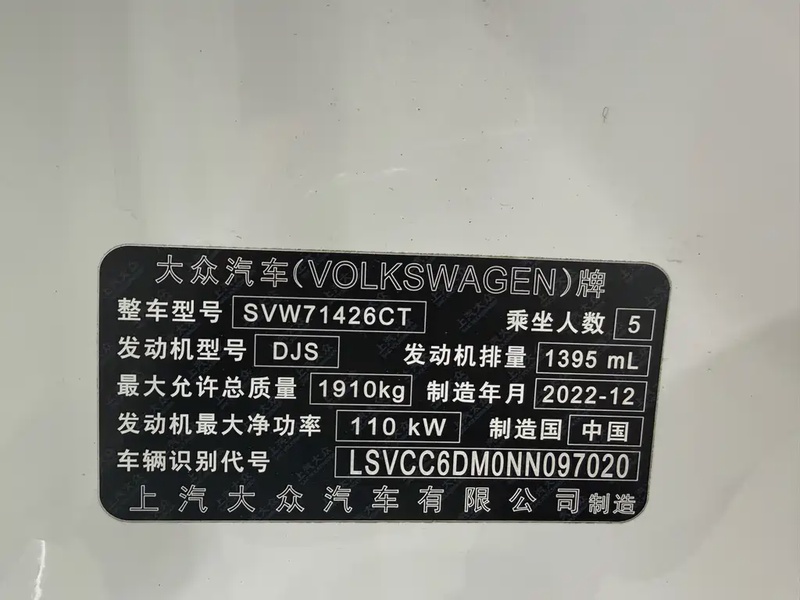 大众汽车(VOLKSWAGEN)牌
整车型号 SVW71426CT 乘坐人数 5
发动机型号 DJS 发动机排量 1395 mL
最大允许总质量 1910kg 制造年月 2022-12
发动机最大净功率 110 kW 制造国 中国
车辆识别代号 LSVCC6DM0NN097020
上汽大众汽车有限公司制造